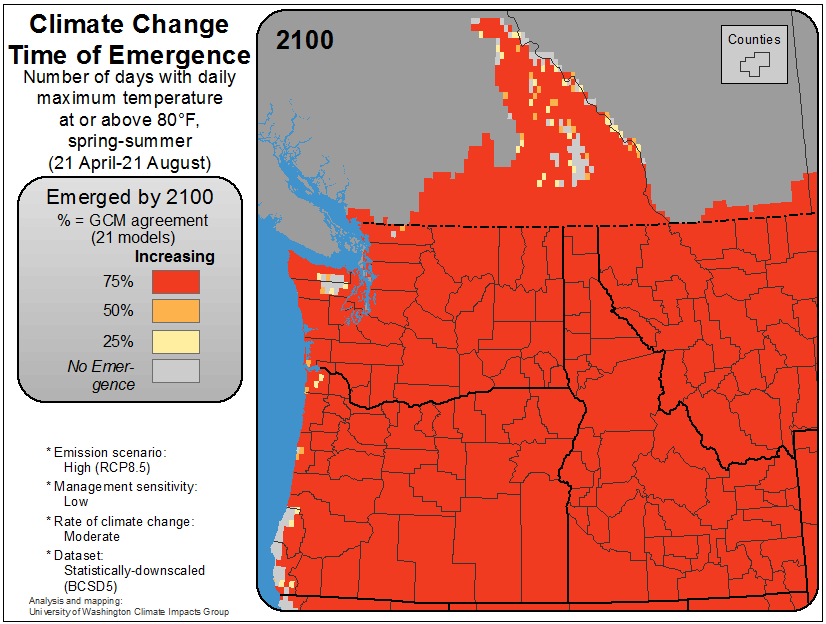 Climate Change
Time of Emergence
Number of days with daily
maximum temperature
at or above 80°F,
spring-summer
(21 April-21 August)
Emerged by 2100
% = GCM agreement
(21 models)
Increasing
75%
50%
25%
No Emer-
gence
* Emission scenario:
High (RCP8.5)
* Management sensitivity:
Low
* Rate of climate change:
Moderate
* Dataset:
Statistically-downscaled
(BCSD5)
Analysis and mapping:
University of Washington Climate Impacts Group
2100
Counties